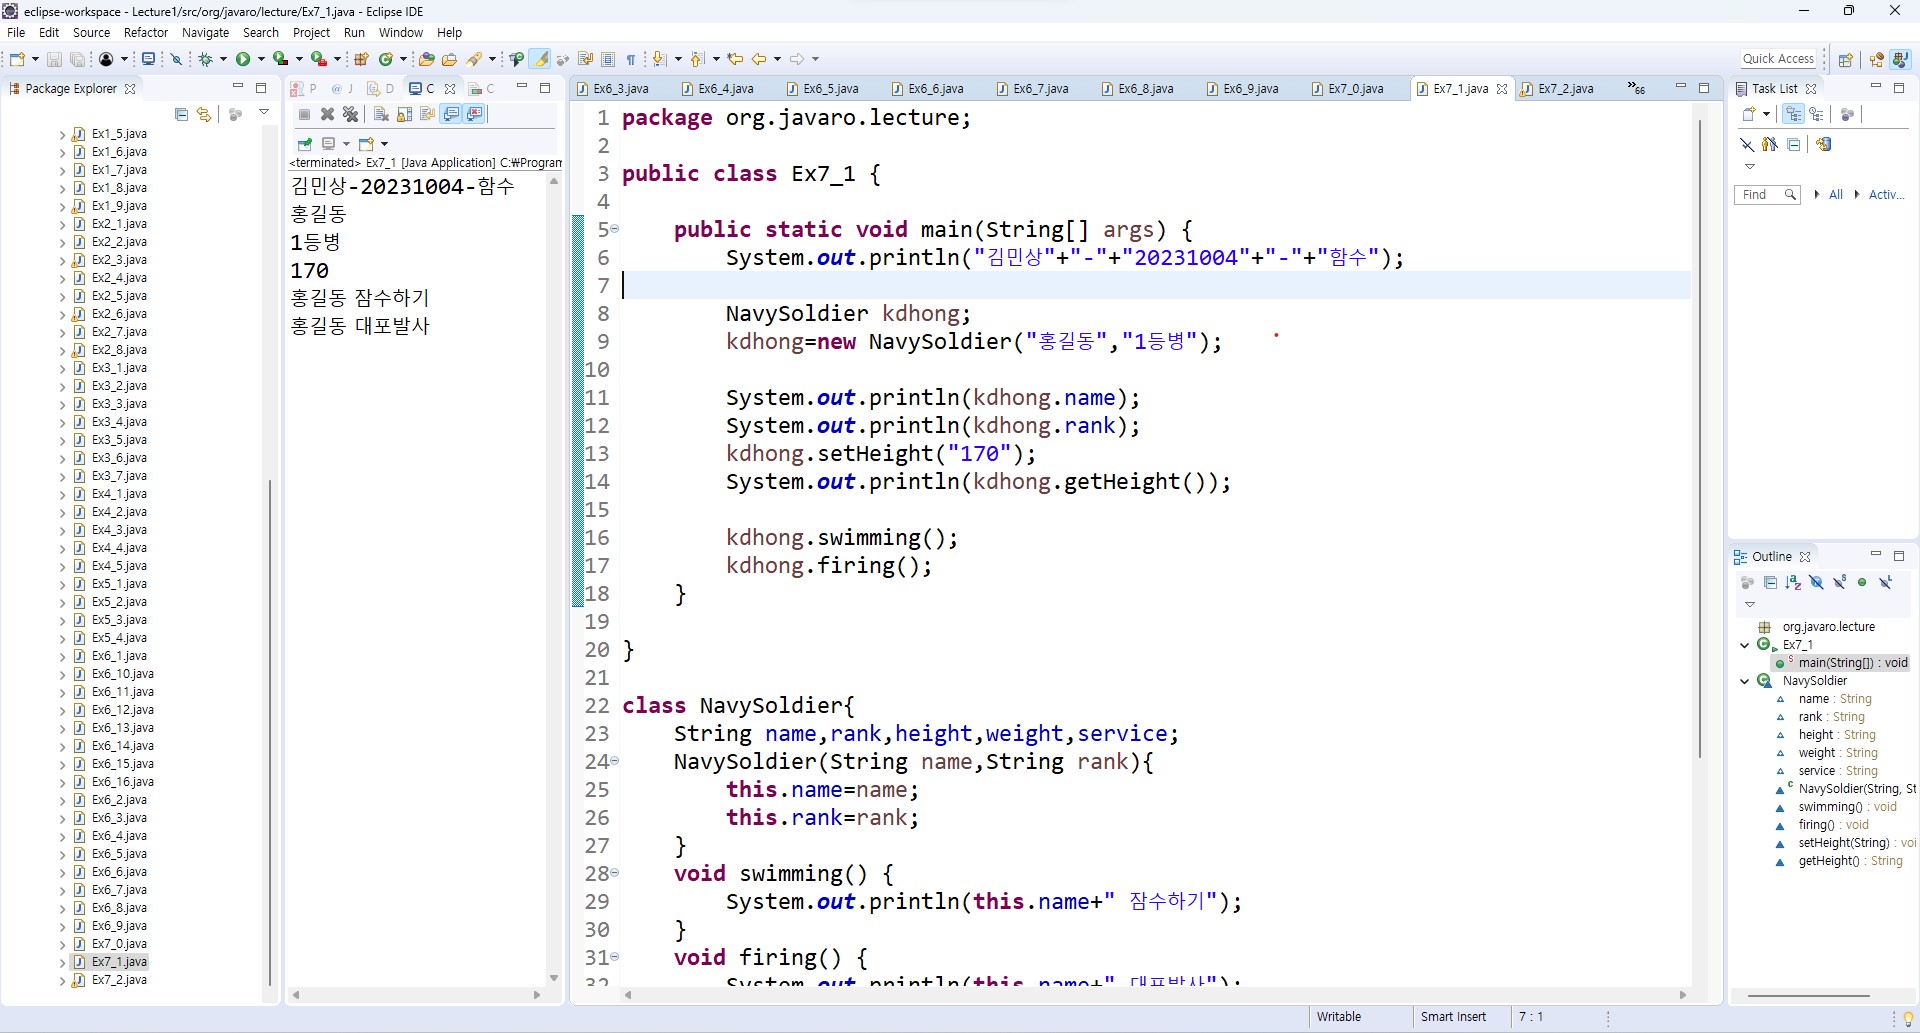 eclipse-workspace - Lecture1/src/org/javaro/lecture/Ex7_1.java - Eclipse IDE
File Edit Source Refactor Navigate Search Project Run Window Help
Quick Access
Package Explorer
Ex1_5.java
Ex1_6.java
Ex1_7.java
Ex1_8.java
Ex1_9.java
Ex2_1.java
Ex2_2.java
Ex2_3.java
Ex2_4.java
Ex2_5.java
Ex2_6.java
Ex2_7.java
Ex2_8.java
Ex3_1.java
Ex3_2.java
Ex3_3.java
Ex3_4.java
Ex3_5.java
Ex3_6.java
Ex3_7.java
Ex4_1.java
Ex4_2.java
Ex4_3.java
Ex4_4.java
Ex4_5.java
Ex5_1.java
Ex5_2.java
Ex5_3.java
Ex5_4.java
Ex6_1.java
Ex6_10.java
Ex6_11.java
Ex6_12.java
Ex6_13.java
Ex6_14.java
Ex6_15.java
Ex6_16.java
Ex6_2.java
Ex6_3.java
Ex6_4.java
Ex6_5.java
Ex6_6.java
Ex6_7.java
Ex6_8.java
Ex6_9.java
Ex7_0.java
Ex7_1.java
Ex7_2.java
P @ J D C C
<terminated> Ex7_1 [Java Application] C:₩Program
김민상-20231004-함수
홍길동
1등병
170
홍길동 잠수하기
홍길동 대포발사
Ex6_3.java Ex6_4.java Ex6_5.java Ex6_6.java Ex6_7.java Ex6_8.java Ex6_9.java Ex7_0.java Ex7_1.java Ex7_2.java »66
1 package org.javaro.lecture;
2
3 public class Ex7_1 {
4
5 public static void main(String[] args) {
6 System.out.println("김민상"+"-"+"20231004"+"-"+"함수");
7
8 NavySoldier kdhong;
9 kdhong=new NavySoldier("홍길동","1등병");
10
11 System.out.println(kdhong.name);
12 System.out.println(kdhong.rank);
13 kdhong.setHeight("170");
14 System.out.println(kdhong.getHeight());
15
16 kdhong.swimming();
17 kdhong.firing();
18 }
19
20 }
21
22 class NavySoldier{
23 String name,rank,height,weight,service;
24 NavySoldier(String name,String rank){
25 this.name=name;
26 this.rank=rank;
27 }
28 void swimming() {
29 System.out.println(this.name+" 잠수하기");
30 }
31 void firing() {
32 System.out.println(this.name+" 대포발사");
Task List
Find All Activ...
Outline
org.javaro.lecture
Ex7_1
main(String[]) : void
NavySoldier
name : String
rank : String
height : String
weight : String
service : String
NavySoldier(String, St
swimming() : void
firing() : void
setHeight(String) : voi
getHeight() : String
Writable Smart Insert 7 : 1